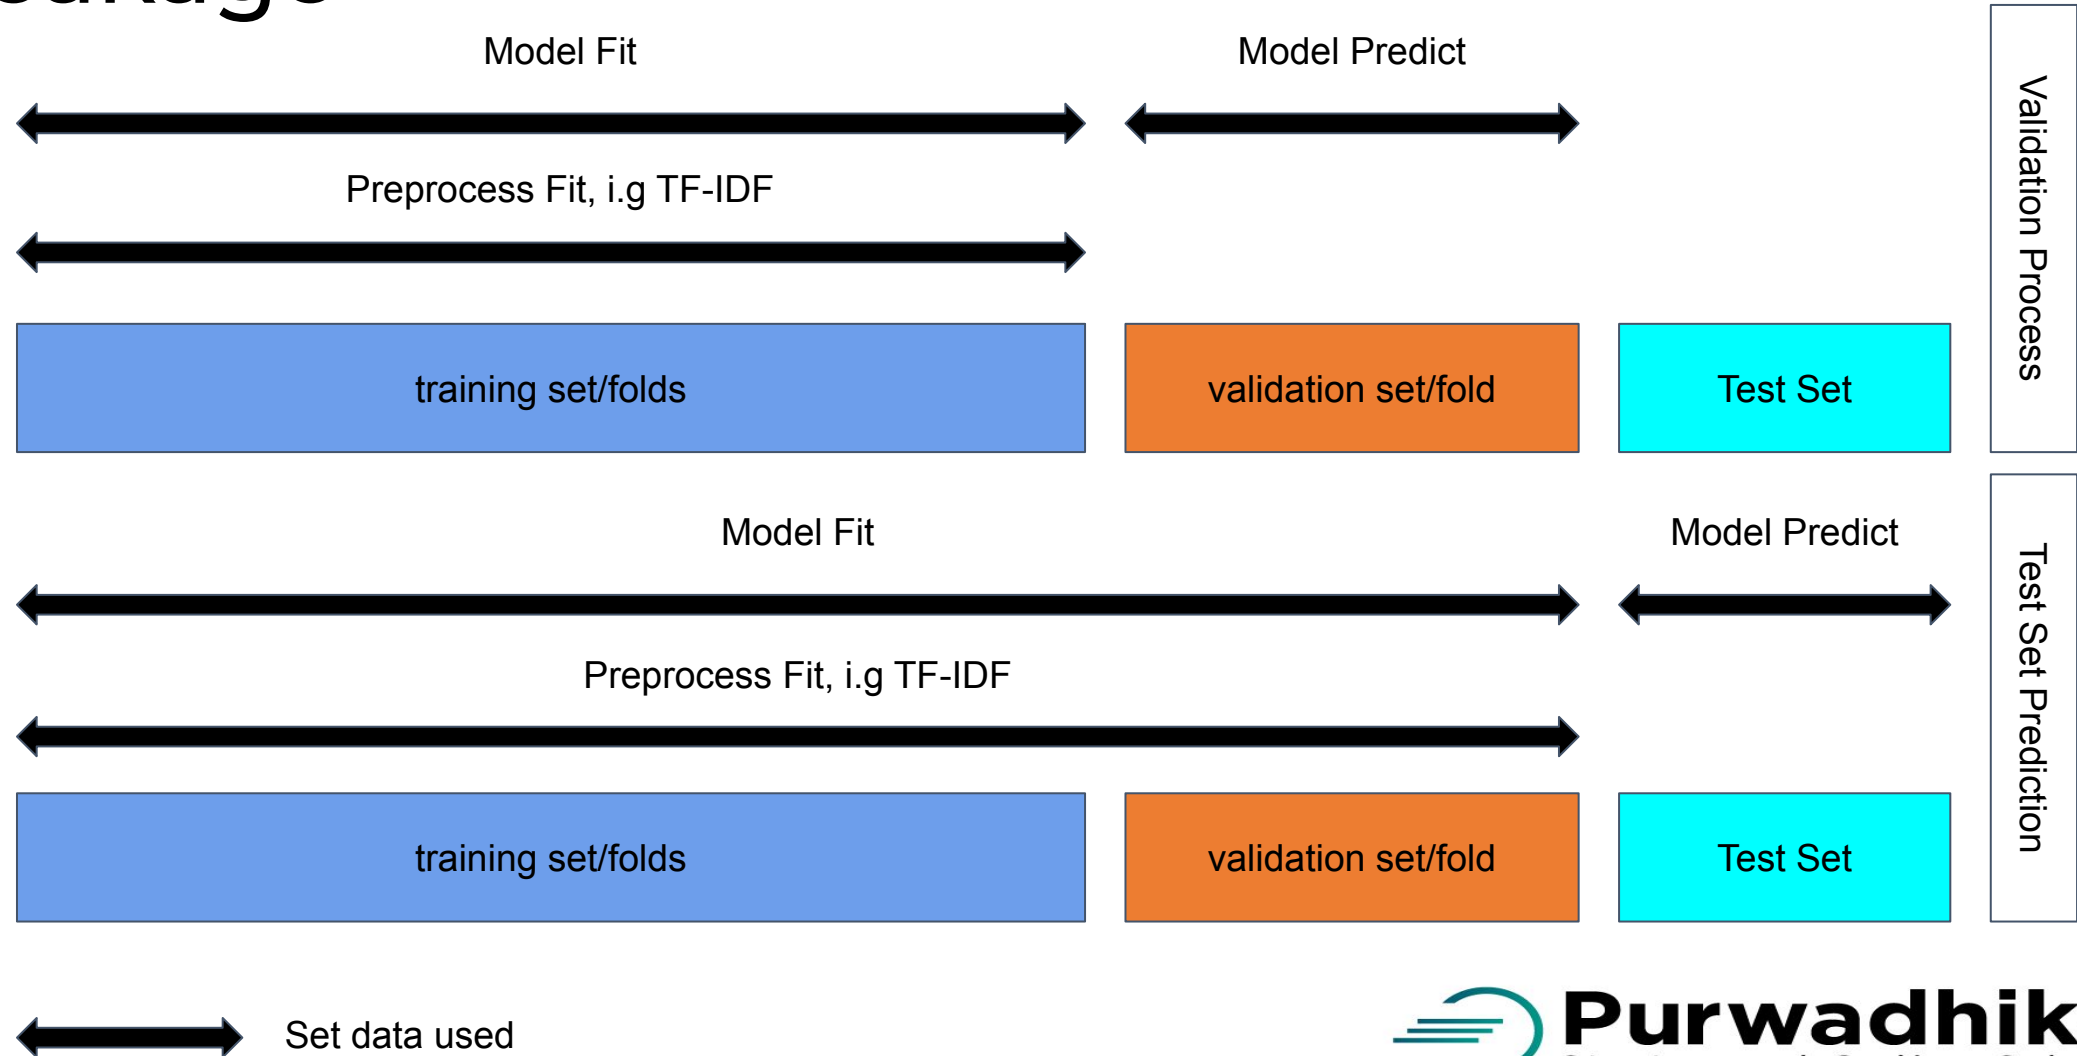 Model Fit
Model Predict
Preprocess Fit, i.g TF-IDF
training set/folds
validation set/fold
Test Set
Validation Process
Model Fit
Model Predict
Preprocess Fit, i.g TF-IDF
training set/folds
validation set/fold
Test Set
Test Set Prediction
Set data used
Purwadhik